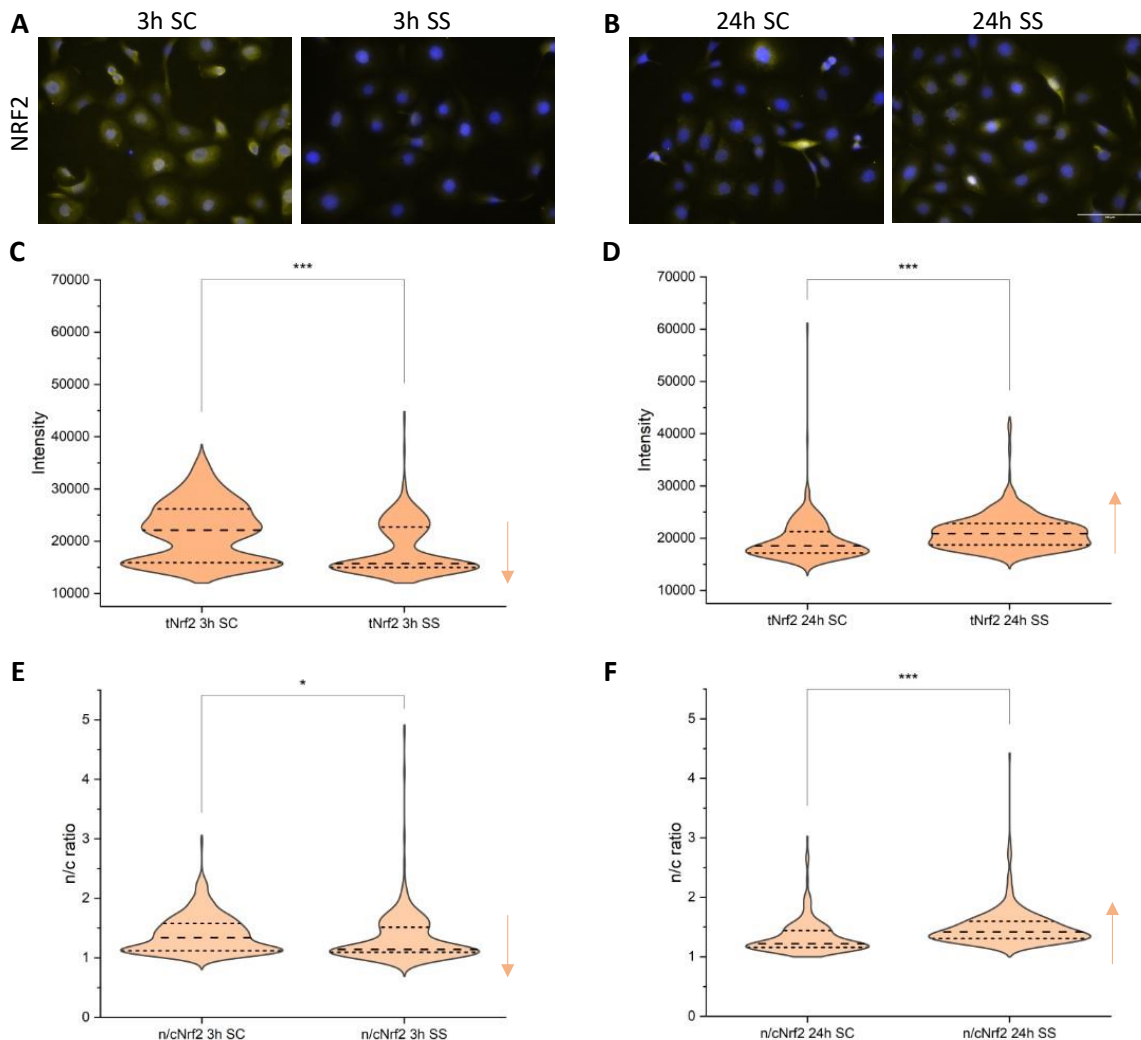 A
3h SC
3h SS
B
24h SC
24h SS
NRF2
C
***
70000
60000
50000
40000
30000
20000
10000
Intensity
tNrf2 3h SC
tNrf2 3h SS
D
***
70000
60000
50000
40000
30000
20000
10000
Intensity
tNrf2 24h SC
tNrf2 24h SS
E
*
5
4
3
2
1
0
n/c ratio
n/cNrf2 3h SC
n/cNrf2 3h SS
F
***
5
4
3
2
1
0
n/c ratio
n/cNrf2 24h SC
n/cNrf2 24h SS